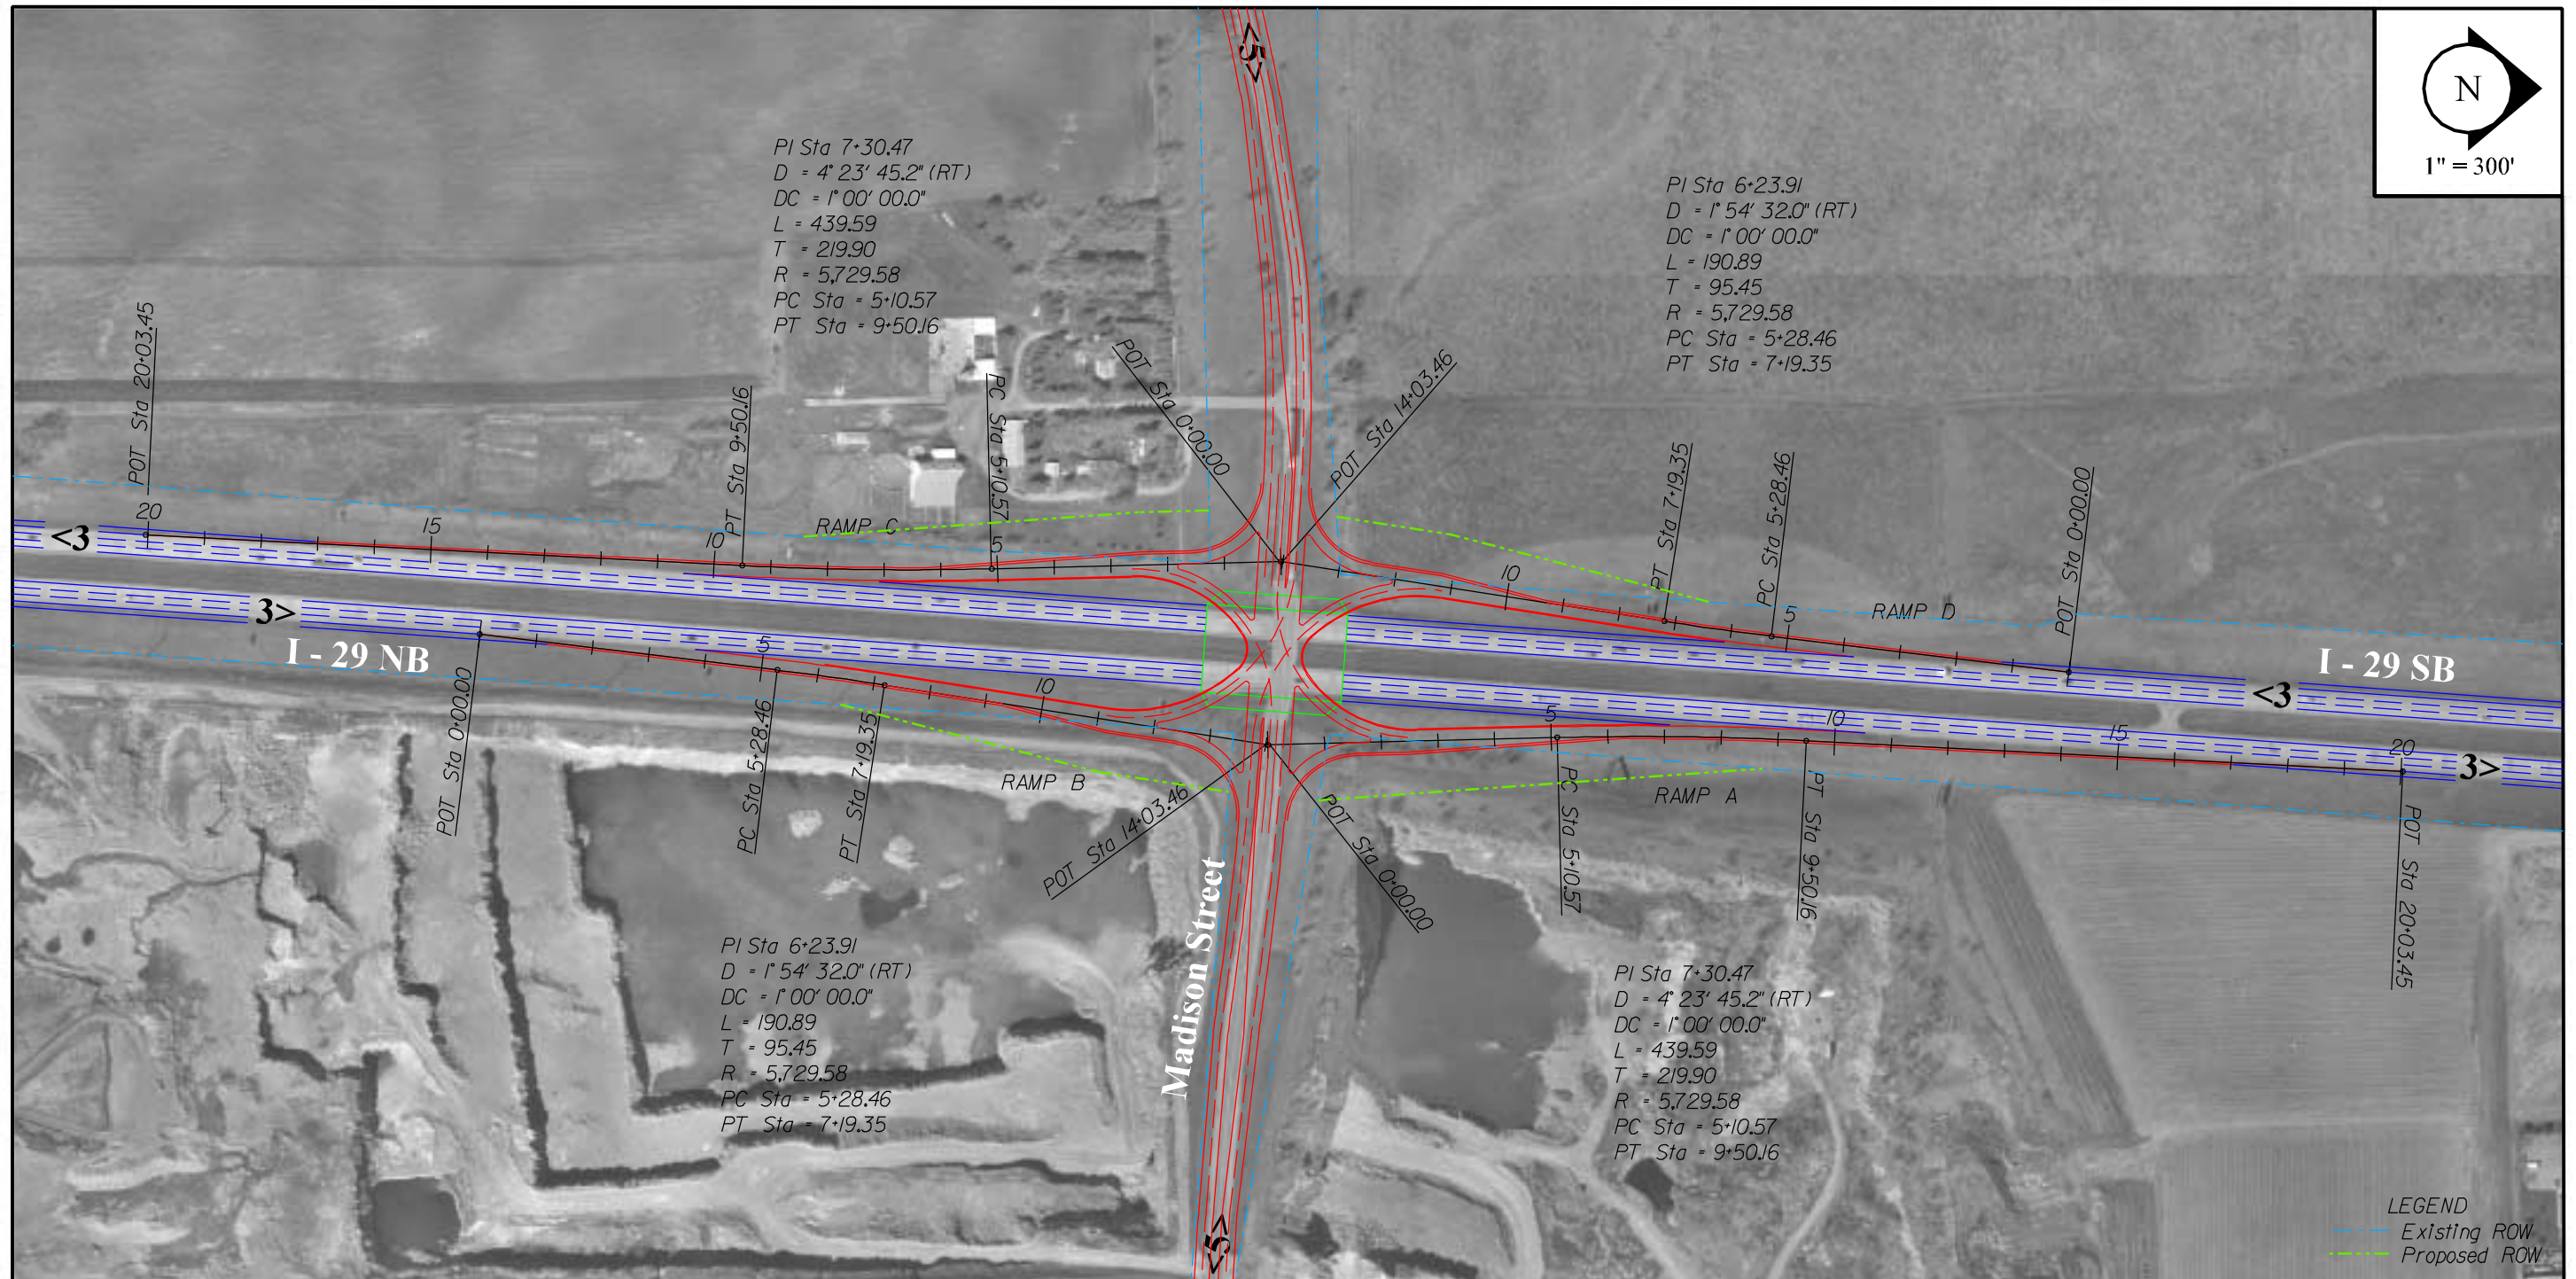 N
1" = 300'
<5>
PI Sta 7+30.47
D = 4° 23' 45.2" (RT)
DC = 1° 00' 00.0"
L = 439.59
T = 219.90
R = 5,729.58
PC Sta = 5+10.57
PT Sta = 9+50.16
PI Sta 6+23.91
D = 1° 54' 32.0" (RT)
DC = 1° 00' 00.0"
L = 190.89
T = 95.45
R = 5,729.58
PC Sta = 5+28.46
PT Sta = 7+19.35
POT Sta 20+03.45
PT Sta 9+50.16
PC Sta 5+10.57
POT Sta 0+00.00
POT Sta 14+03.46
PT Sta 7+19.35
PC Sta 5+28.46
POT Sta 0+00.00
20
15
10
5
RAMP C
10
5
RAMP D
<3
3>
I - 29 NB
I - 29 SB
<3
3>
5
10
RAMP B
5
10
15
20
RAMP A
POT Sta 0+00.00
PC Sta 5+28.46
PT Sta 7+19.35
POT Sta 14+03.46
POT Sta 0+00.00
PC Sta 5+10.57
PT Sta 9+50.16
POT Sta 20+03.45
Madison Street
PI Sta 6+23.91
D = 1° 54' 32.0" (RT)
DC = 1° 00' 00.0"
L = 190.89
T = 95.45
R = 5,729.58
PC Sta = 5+28.46
PT Sta = 7+19.35
PI Sta 7+30.47
D = 4° 23' 45.2" (RT)
DC = 1° 00' 00.0"
L = 439.59
T = 219.90
R = 5,729.58
PC Sta = 5+10.57
PT Sta = 9+50.16
<5>
LEGEND
Existing ROW
Proposed ROW